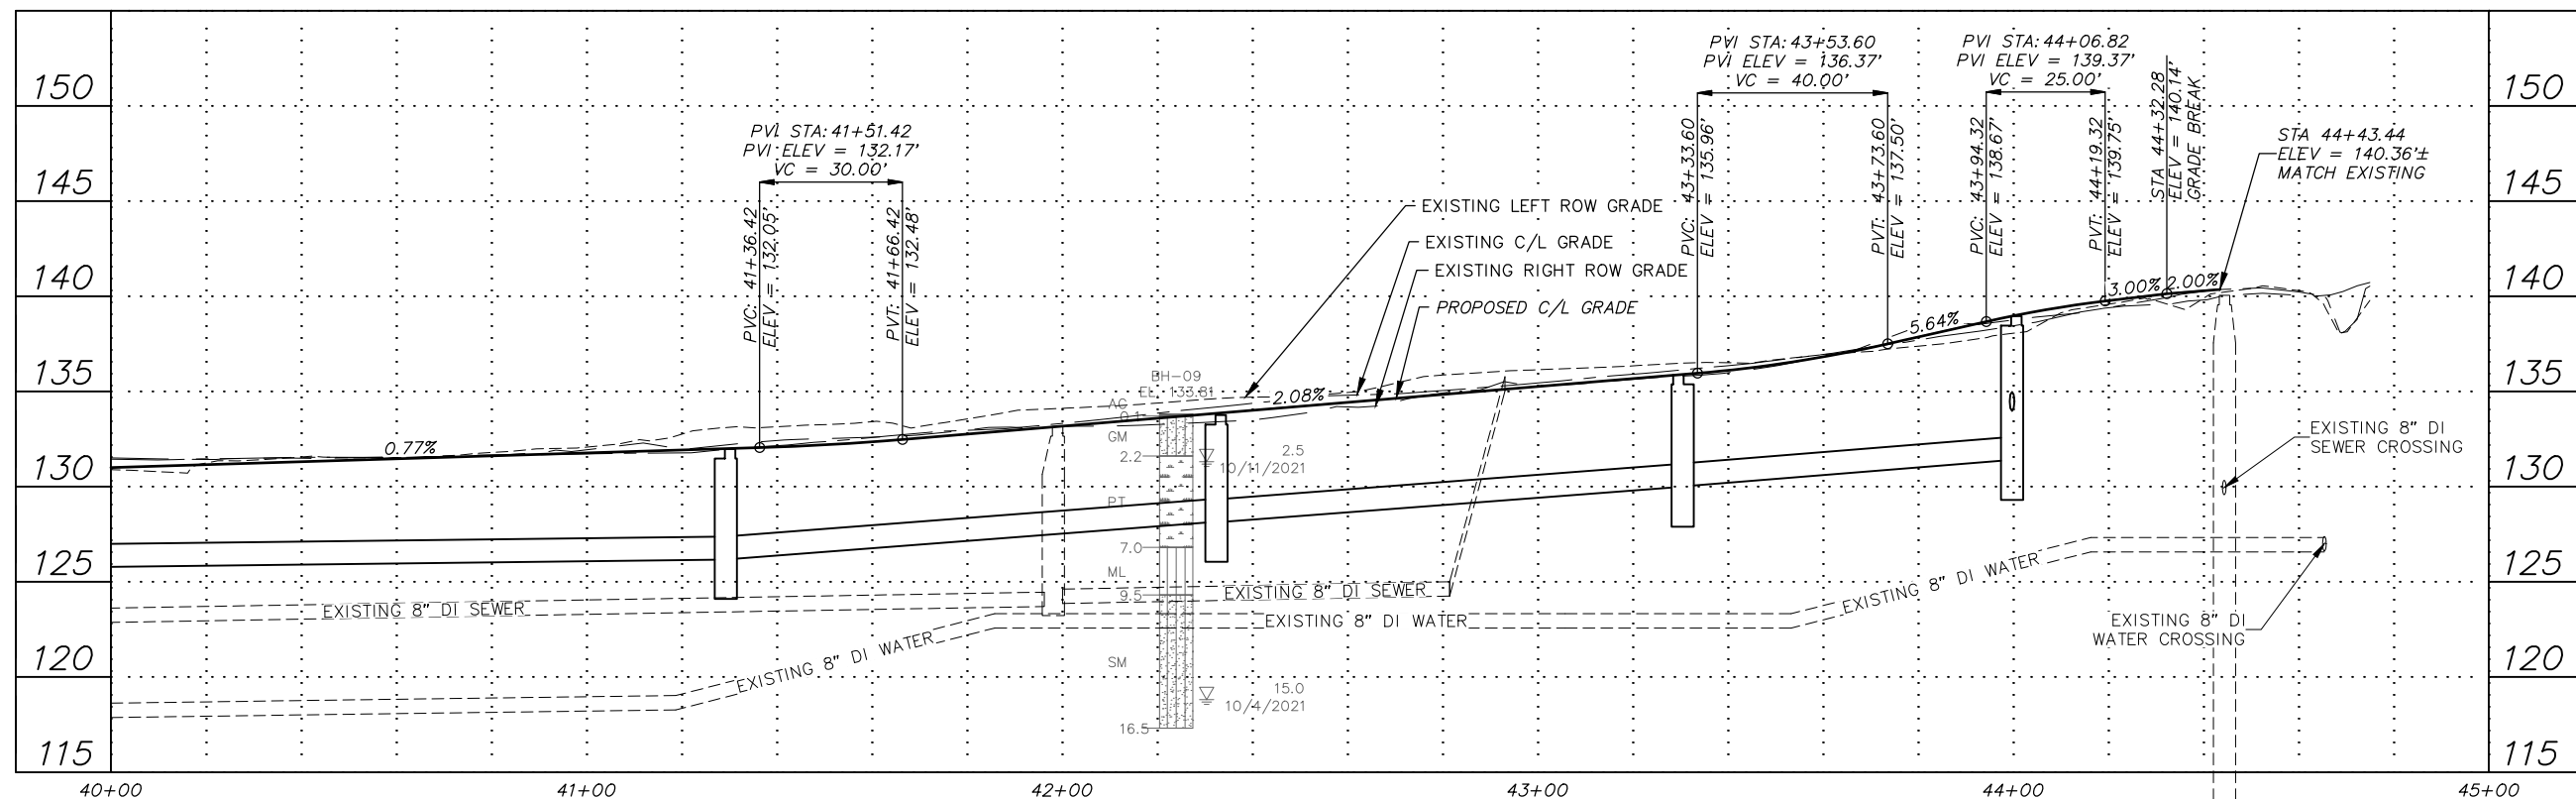 PVI STA: 43+53.60
PVI ELEV = 136.37'
VC = 40.00'
PVI STA: 44+06.82
PVI ELEV = 139.37'
VC = 25.00'
150
150
PVI STA: 41+51.42
PVI ELEV = 132.17'
VC = 30.00'
PVC: 41+36.42
ELEV = 132.05'
PVT: 41+66.42
ELEV = 132.48'
PVC: 43+33.60
ELEV = 135.96'
PVT: 43+73.60
ELEV = 137.50'
PVC: 43+94.32
ELEV = 138.67'
PVT: 44+19.32
ELEV = 139.75'
STA 44+32.28
ELEV = 140.14'
GRADE BREAK
STA 44+43.44
ELEV = 140.36'±
MATCH EXISTING
145
145
EXISTING LEFT ROW GRADE
EXISTING C/L GRADE
EXISTING RIGHT ROW GRADE
PROPOSED C/L GRADE
140
140
3.00%
2.00%
5.64%
135
135
BH-09
EL. 133.81
2.08%
AC
0.1
0.77%
GM
2.2
2.5
10/11/2021
EXISTING 8" DI
SEWER CROSSING
130
130
PT
7.0
125
125
ML
9.5
EXISTING 8" DI SEWER
EXISTING 8" DI SEWER
EXISTING 8" DI WATER
EXISTING 8" DI WATER
EXISTING 8" DI WATER
EXISTING 8" DI
WATER CROSSING
120
120
SM
15.0
10/4/2021
16.5
115
115
40+00
41+00
42+00
43+00
44+00
45+00